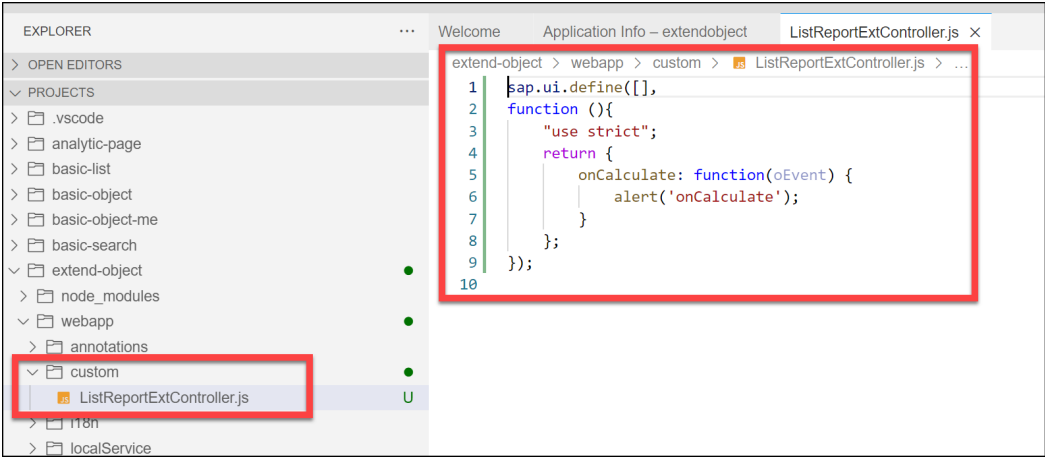 EXPLORER ...
OPEN EDITORS
PROJECTS
.vscode
analytic-page
basic-list
basic-object
basic-object-me
basic-search
extend-object
node_modules
webapp
annotations
custom
JS ListReportExtController.js U
i18n
localService
Welcome Application Info – extendobject ListReportExtController.js ×
extend-object > webapp > custom > JS ListReportExtController.js > ...
1 sap.ui.define([],
2 function (){
3 "use strict";
4 return {
5 onCalculate: function(oEvent) {
6 alert('onCalculate');
7 }
8 };
9 });
10